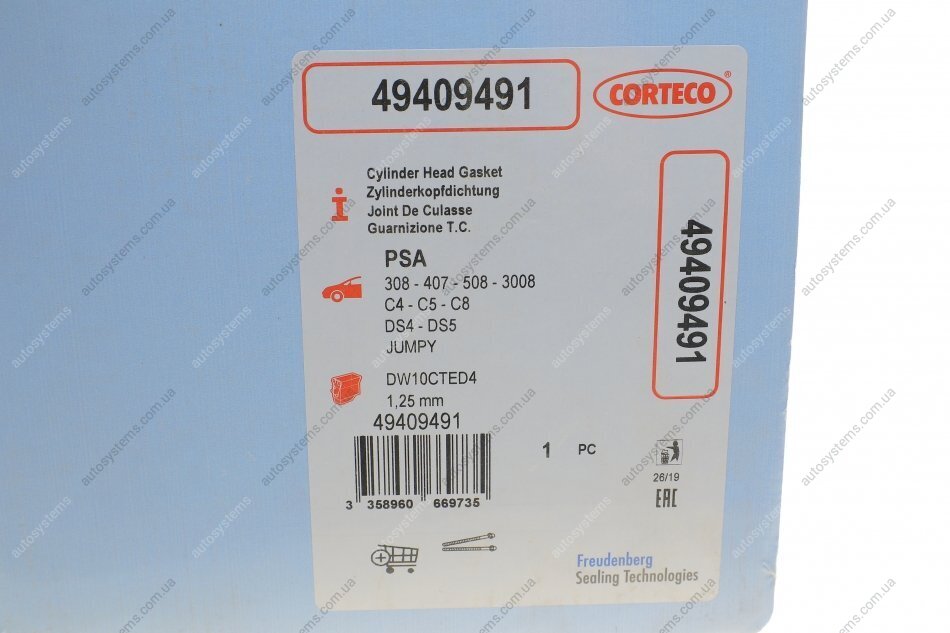 49409491
CORTECO®
Cylinder Head Gasket
Zylinderkopfdichtung
Joint De Culasse
Guarnizione T.C.
PSA
308 - 407 - 508 - 3008
C4 - C5 - C8
DS4 - DS5
JUMPY
DW10CTED4
1,25 mm
49409491
3 358960 669735
1 PC
26/19
EAC
Freudenberg
Sealing Technologies
49409491
autosystems.com.ua